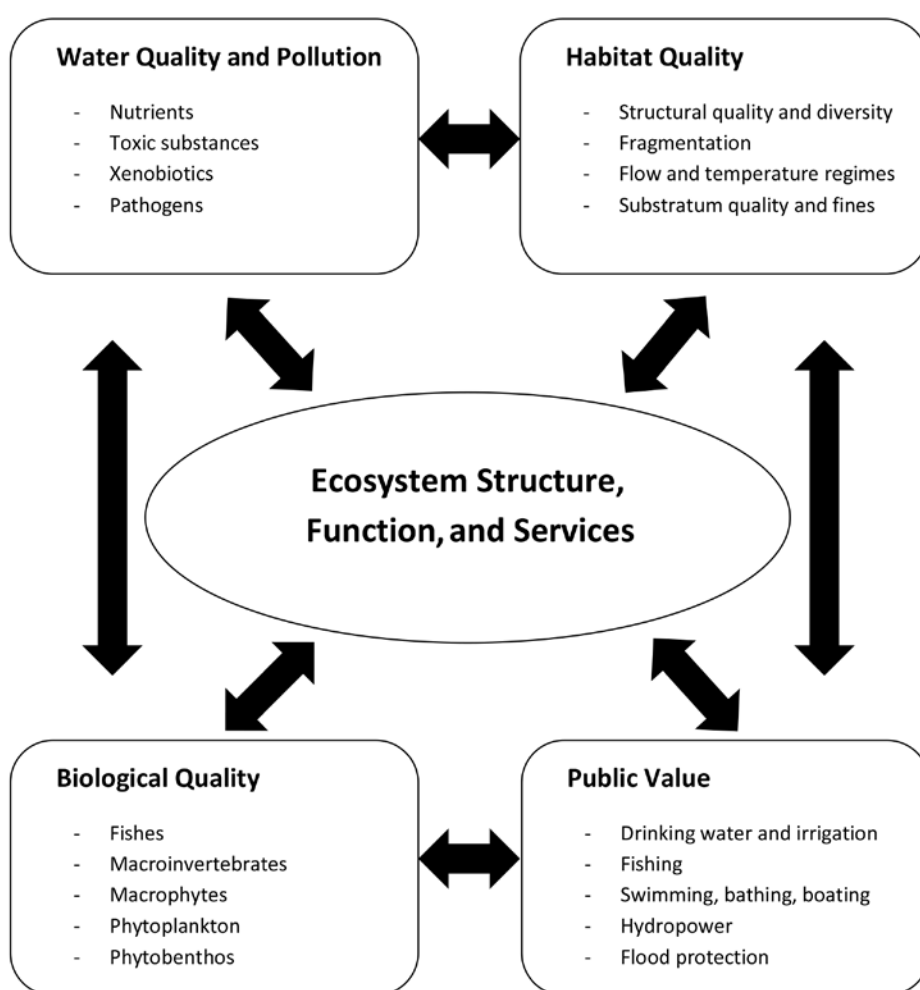 Water Quality and Pollution
- Nutrients
- Toxic substances
- Xenobiotics
- Pathogens
Habitat Quality
- Structural quality and diversity
- Fragmentation
- Flow and temperature regimes
- Substratum quality and fines
Ecosystem Structure,
Function, and Services
Biological Quality
- Fishes
- Macroinvertebrates
- Macrophytes
- Phytoplankton
- Phytobenthos
Public Value
- Drinking water and irrigation
- Fishing
- Swimming, bathing, boating
- Hydropower
- Flood protection